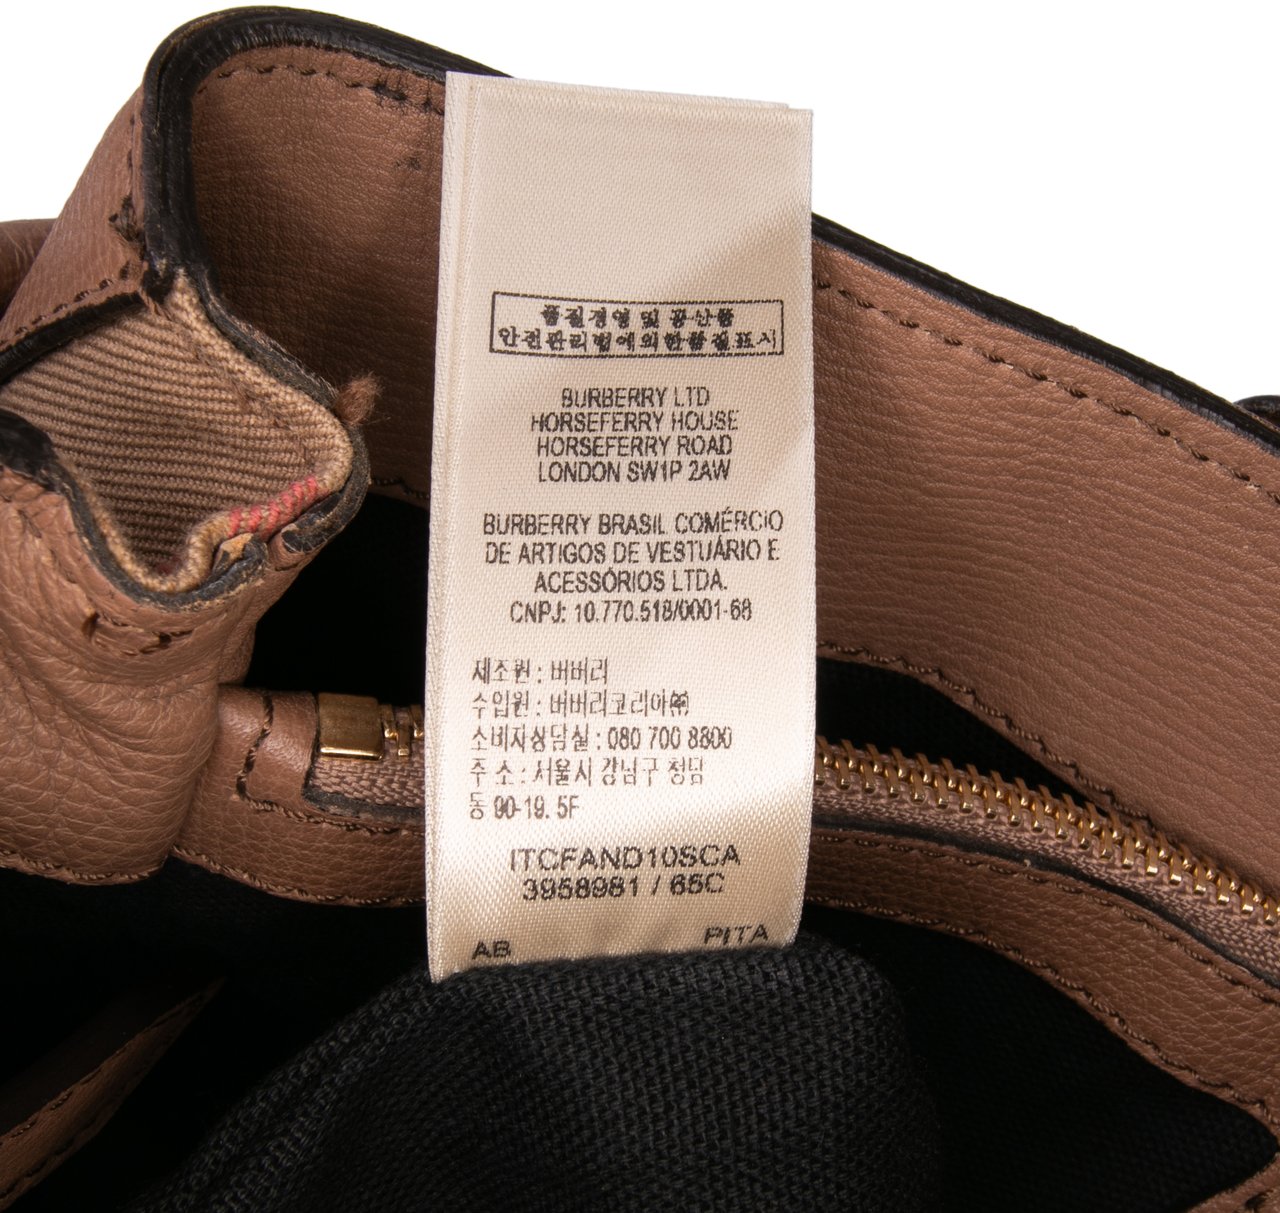 품질경영 및 공산품
안전관리법에의한품질표시
BURBERRY LTD
HORSEFERRY HOUSE
HORSEFERRY ROAD
LONDON SW1P 2AW
BURBERRY BRASIL COMÉRCIO
DE ARTIGOS DE VESTUÁRIO E
ACESSÓRIOS LTDA.
CNPJ: 10.770.518/0001-68
제조원 : 버버리
수입원 : 버버리코리아㈜
소비자상담실 : 080 700 8800
주 소 : 서울시 강남구 청담
동 90-19. 5F
ITCFAND10SCA
3958981 / 65C
AB PITA